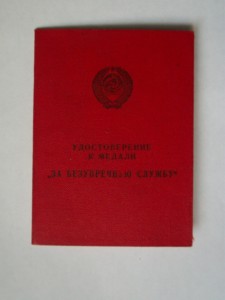 УДОСТОВЕРЕНИЕ
К МЕДАЛИ
„ЗА БЕЗУПРЕЧНУЮ СЛУЖБУ“